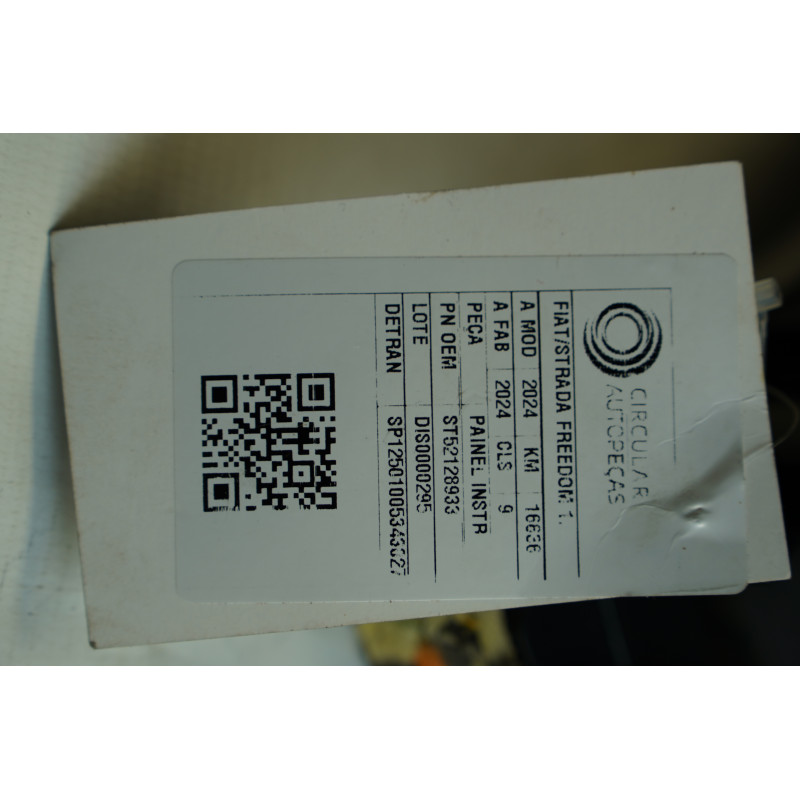 CIRCULAR
AUTOPEÇAS
FIAT/STRADA FREEDOM 1.
A MOD 2024 KM 16636
A FAB 2024 CLS 9
PEÇA PAINEL INSTR
PN OEM ST52128933
LOTE DIS0000295
DETRAN SP12501005343027